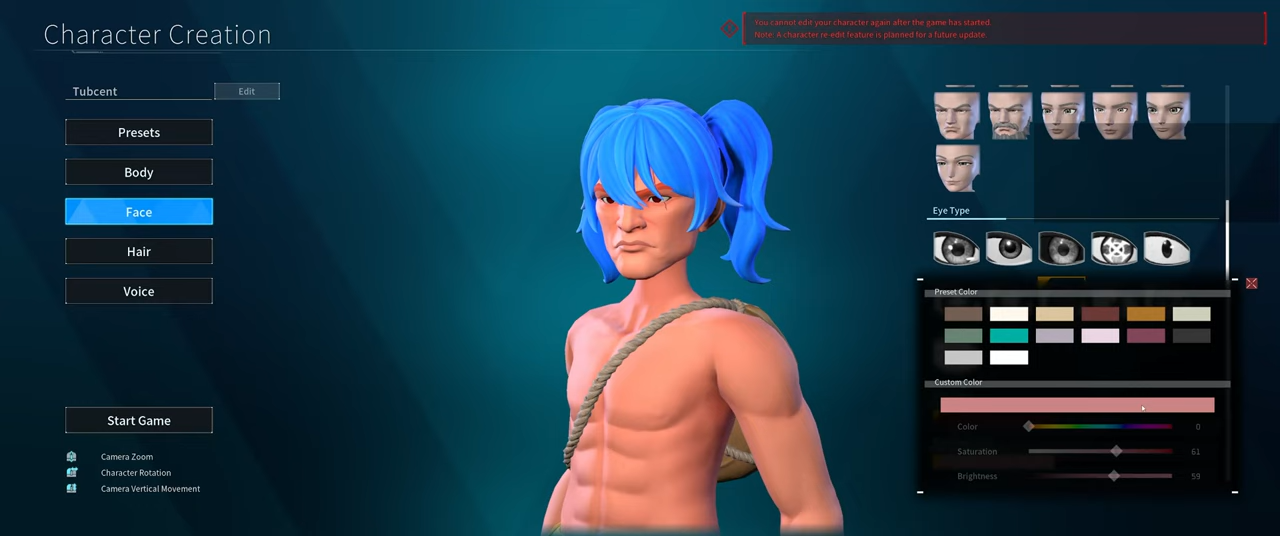 Character Creation
You cannot edit your character again after the game has started.
Note: A character re-edit feature is planned for a future update.
Tubcent
Edit
Presets
Body
Face
Hair
Voice
Start Game
Camera Zoom
Character Rotation
Camera Vertical Movement
Eye Type
Preset Color
Custom Color
Color 0
Saturation 61
Brightness 59